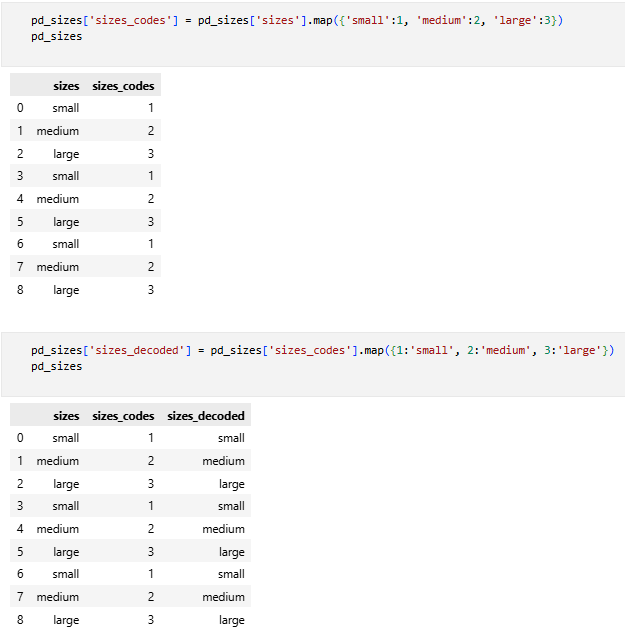 pd_sizes['sizes_codes'] = pd_sizes['sizes'].map({'small':1, 'medium':2, 'large':3})
pd_sizes
sizes sizes_codes
0 small 1
1 medium 2
2 large 3
3 small 1
4 medium 2
5 large 3
6 small 1
7 medium 2
8 large 3
pd_sizes['sizes_decoded'] = pd_sizes['sizes_codes'].map({1:'small', 2:'medium', 3:'large'})
pd_sizes
sizes sizes_codes sizes_decoded
0 small 1 small
1 medium 2 medium
2 large 3 large
3 small 1 small
4 medium 2 medium
5 large 3 large
6 small 1 small
7 medium 2 medium
8 large 3 large